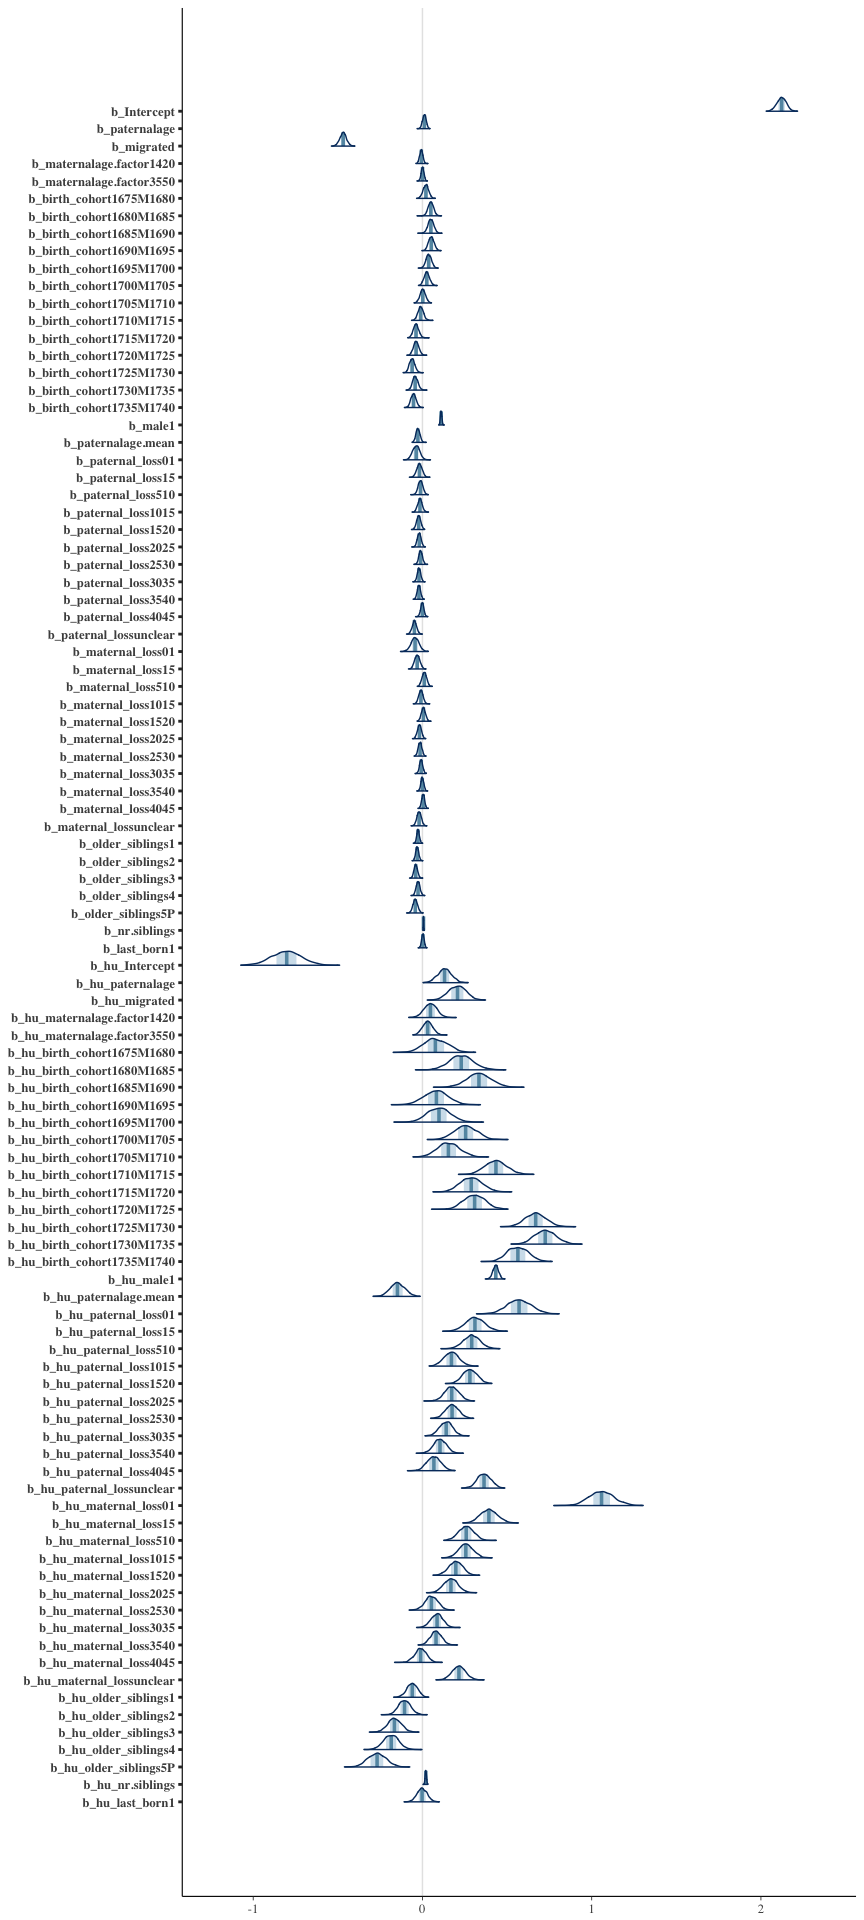 b_Intercept
b_paternalage
b_migrated
b_maternalage.factor1420
b_maternalage.factor3550
b_birth_cohort1675M1680
b_birth_cohort1680M1685
b_birth_cohort1685M1690
b_birth_cohort1690M1695
b_birth_cohort1695M1700
b_birth_cohort1700M1705
b_birth_cohort1705M1710
b_birth_cohort1710M1715
b_birth_cohort1715M1720
b_birth_cohort1720M1725
b_birth_cohort1725M1730
b_birth_cohort1730M1735
b_birth_cohort1735M1740
b_male1
b_paternalage.mean
b_paternal_loss01
b_paternal_loss15
b_paternal_loss510
b_paternal_loss1015
b_paternal_loss1520
b_paternal_loss2025
b_paternal_loss2530
b_paternal_loss3035
b_paternal_loss3540
b_paternal_loss4045
b_paternal_lossunclear
b_maternal_loss01
b_maternal_loss15
b_maternal_loss510
b_maternal_loss1015
b_maternal_loss1520
b_maternal_loss2025
b_maternal_loss2530
b_maternal_loss3035
b_maternal_loss3540
b_maternal_loss4045
b_maternal_lossunclear
b_older_siblings1
b_older_siblings2
b_older_siblings3
b_older_siblings4
b_older_siblings5P
b_nr.siblings
b_last_born1
b_hu_Intercept
b_hu_paternalage
b_hu_migrated
b_hu_maternalage.factor1420
b_hu_maternalage.factor3550
b_hu_birth_cohort1675M1680
b_hu_birth_cohort1680M1685
b_hu_birth_cohort1685M1690
b_hu_birth_cohort1690M1695
b_hu_birth_cohort1695M1700
b_hu_birth_cohort1700M1705
b_hu_birth_cohort1705M1710
b_hu_birth_cohort1710M1715
b_hu_birth_cohort1715M1720
b_hu_birth_cohort1720M1725
b_hu_birth_cohort1725M1730
b_hu_birth_cohort1730M1735
b_hu_birth_cohort1735M1740
b_hu_male1
b_hu_paternalage.mean
b_hu_paternal_loss01
b_hu_paternal_loss15
b_hu_paternal_loss510
b_hu_paternal_loss1015
b_hu_paternal_loss1520
b_hu_paternal_loss2025
b_hu_paternal_loss2530
b_hu_paternal_loss3035
b_hu_paternal_loss3540
b_hu_paternal_loss4045
b_hu_paternal_lossunclear
b_hu_maternal_loss01
b_hu_maternal_loss15
b_hu_maternal_loss510
b_hu_maternal_loss1015
b_hu_maternal_loss1520
b_hu_maternal_loss2025
b_hu_maternal_loss2530
b_hu_maternal_loss3035
b_hu_maternal_loss3540
b_hu_maternal_loss4045
b_hu_maternal_lossunclear
b_hu_older_siblings1
b_hu_older_siblings2
b_hu_older_siblings3
b_hu_older_siblings4
b_hu_older_siblings5P
b_hu_nr.siblings
b_hu_last_born1
-1 0 1 2